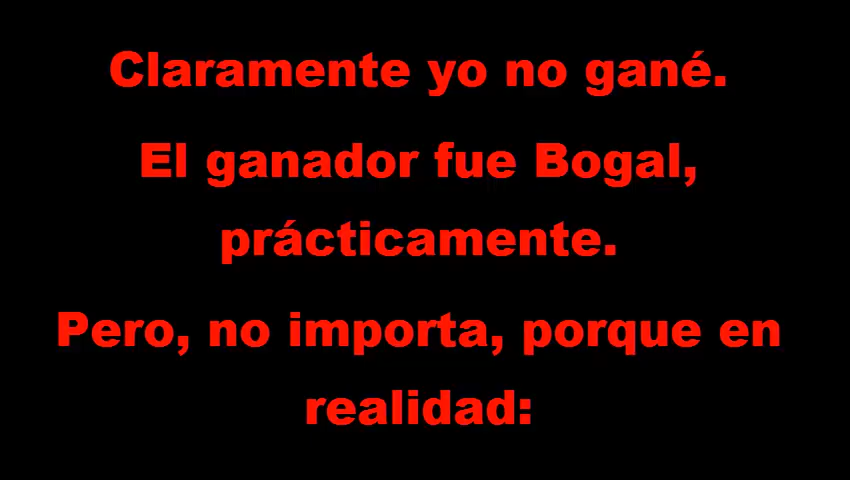 Claramente yo no gané.
El ganador fue Bogal,
prácticamente.
Pero, no importa, porque en
realidad: